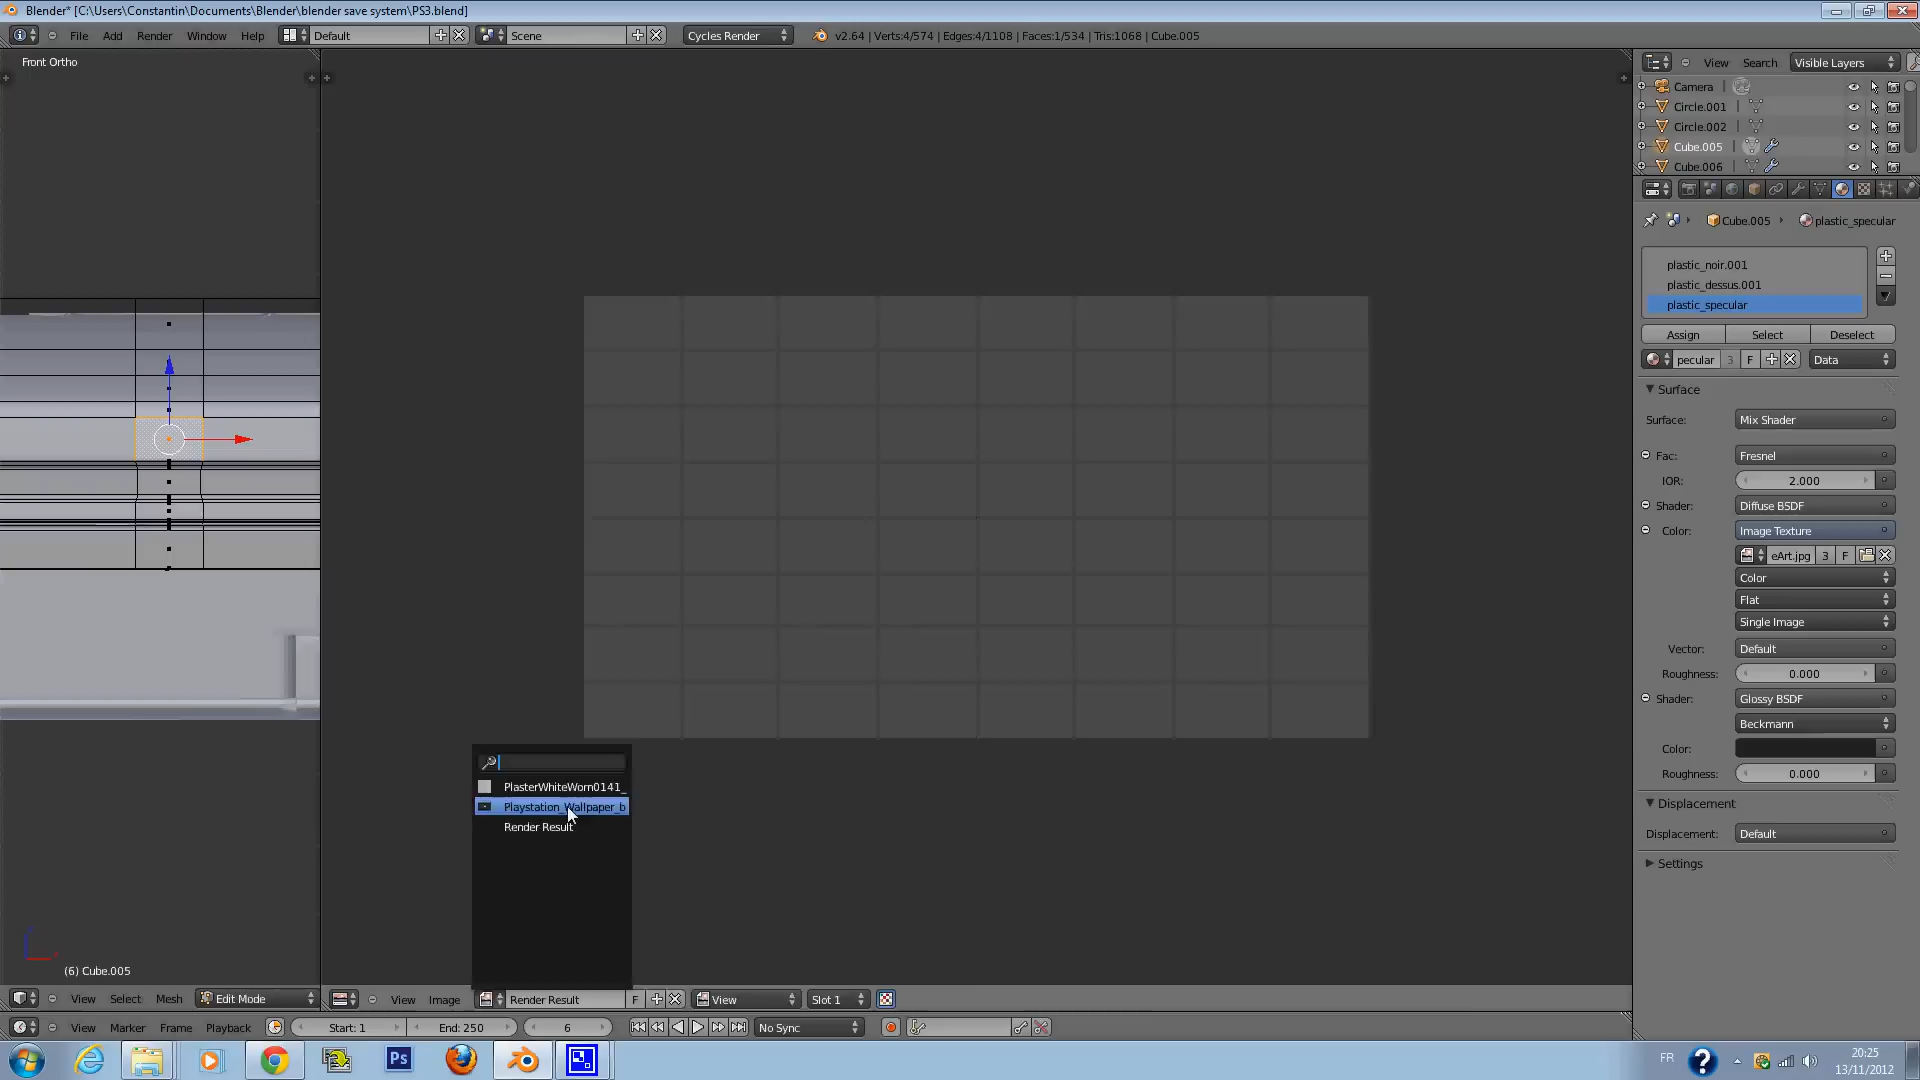 Blender* [C:\Users\Constantin\Documents\Blender\blender save system\PS3.blend]
File Add Render Window Help Default Scene Cycles Render v2.64 | Verts:4/574 | Edges:4/1108 | Faces:1/534 | Tris:1068 | Cube.005
Front Ortho
View Search Visible Layers
Camera
Circle.001
Circle.002
Cube.005
Cube.006
Cube.005 plastic_specular
plastic_noir.001
plastic_dessus.001
plastic_specular
Assign Select Deselect
pecular 3 F Data
Surface
Surface: Mix Shader
Fac: Fresnel
IOR: 2.000
Shader: Diffuse BSDF
Color: Image Texture
eArt.jpg 3 F
Color
Flat
Single Image
Vector: Default
Roughness: 0.000
Shader: Glossy BSDF
Beckmann
Color:
Roughness: 0.000
Displacement
Displacement: Default
Settings
PlasterWhiteWorn0141_
Playstation_Wallpaper_b
Render Result
(6) Cube.005
View Select Mesh Edit Mode View Image Render Result F View Slot 1
View Marker Frame Playback Start: 1 End: 250 6 No Sync
Ps
FR
20:25
13/11/2012